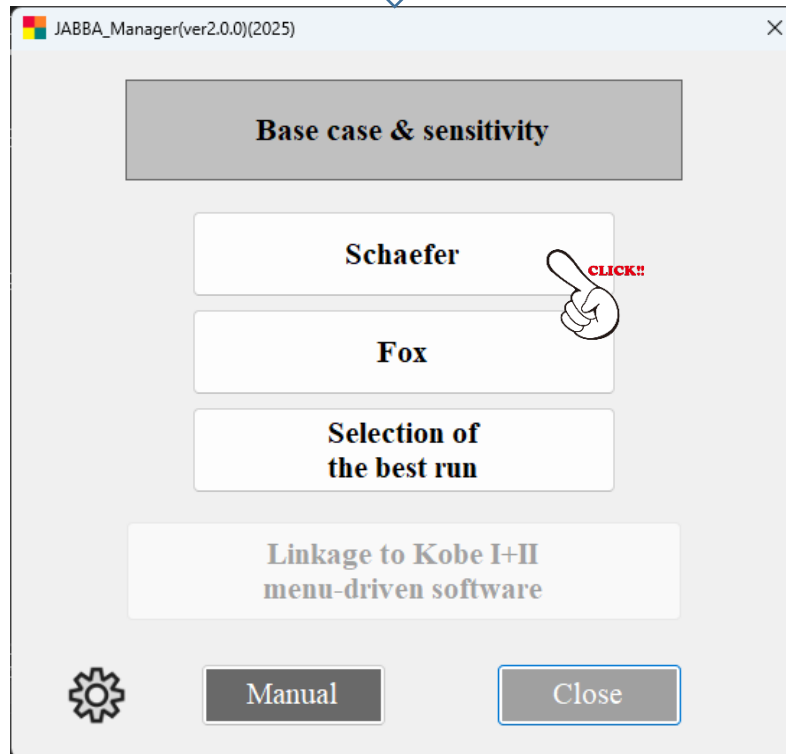 JABBA_Manager(ver2.0.0)(2025)
Base case & sensitivity
Schaefer
CLICK!!
Fox
Selection of
the best run
Linkage to Kobe I+II
menu-driven software
Manual
Close